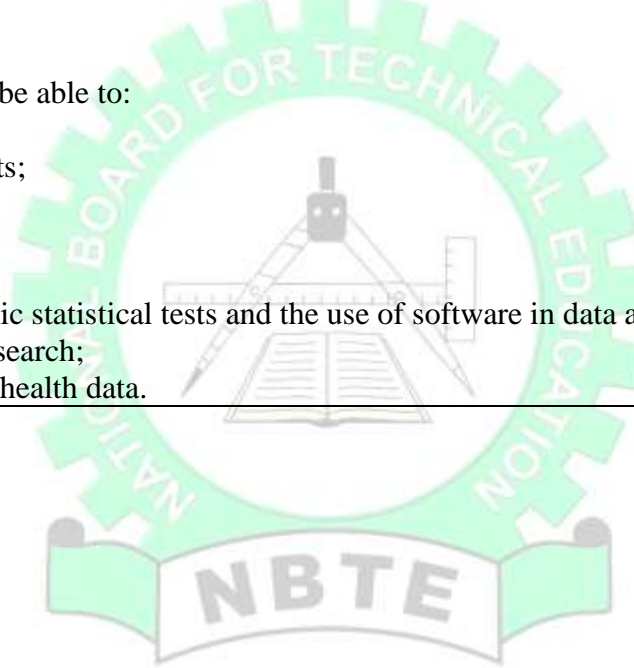 be able to:
ts;
ic statistical tests and the use of software in data a
search;
health data.
NATIONAL BOARD FOR TECHNICAL EDUCATION
NBTE